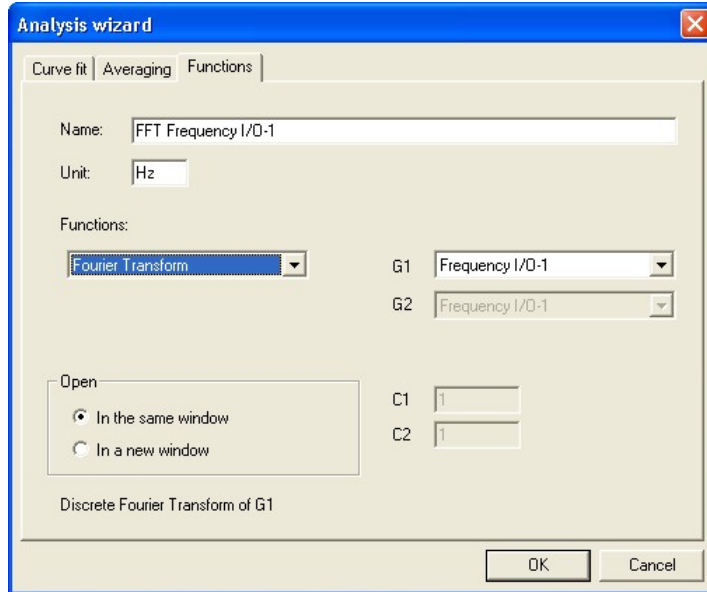 Analysis wizard
Curve fit Averaging Functions
Name: FFT Frequency I/O-1
Unit: Hz
Functions:
Fourier Transform G1 Frequency I/O-1
G2 Frequency I/O-1
Open
In the same window C1 1
In a new window C2 1
Discrete Fourier Transform of G1
OK Cancel